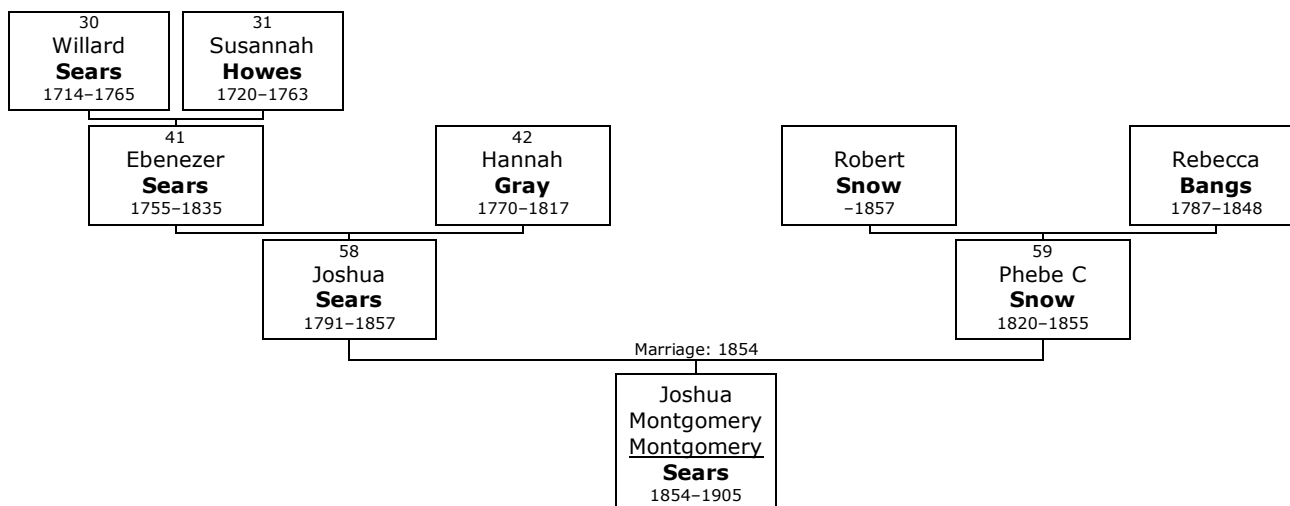 30
Willard
Sears
1714–1765
31
Susannah
Howes
1720–1763
41
Ebenezer
Sears
1755–1835
42
Hannah
Gray
1770–1817
Robert
Snow
–1857
Rebecca
Bangs
1787–1848
58
Joshua
Sears
1791–1857
59
Phebe C
Snow
1820–1855
Marriage: 1854
Joshua
Montgomery
Montgomery
Sears
1854–1905